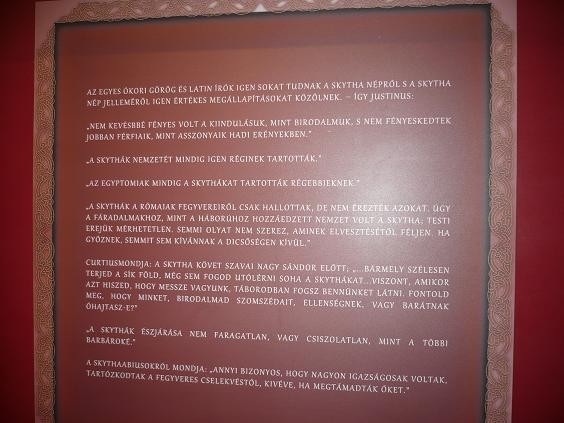 AZ EGYES ÓKORI GÖRÖG ÉS LATIN ÍRÓK IGEN SOKAT TUDNAK A SKYTHA NÉPRŐL S A SKYTHA
NÉP JELLEMÉRŐL IGEN ÉRTÉKES MEGÁLLAPÍTÁSOKAT KÖZÖLNEK. – ÍGY JUSTINUS:
„NEM KEVÉSBBÉ FÉNYES VOLT A KIINDULÁSUK, MINT BIRODALMUK, S NEM FÉNYESKEDTEK
JOBBAN FÉRFIAIK, MINT ASSZONYAIK HADI ERÉNYEKBEN.”
„A SKYTHÁK NEMZETÉT MINDIG IGEN RÉGINEK TARTOTTÁK.”
„AZ EGYPTOMIAK MINDIG A SKYTHÁKAT TARTOTTÁK RÉGEBBIEKNEK.”
„A SKYTHÁK A RÓMAIAK FEGYVEREIRŐL CSAK HALLOTTAK, DE NEM ÉREZTÉK AZOKAT. ÚGY
A FÁRADALMAKHOZ, MINT A HÁBORÚHOZ HOZZÁEDZETT NEMZET VOLT A SKYTHA; TESTI
EREJÜK MÉRHETETLEN. SEMMI OLYAT NEM SZEREZ, AMINEK ELVESZTÉSÉTŐL FÉLJEN. HA
GYŐZNEK, SEMMIT SEM KÍVÁNNAK A DICSŐSÉGEN KÍVÜL.”
CURTIUSMONDJA: A SKYTHA KÖVET SZAVAI NAGY SÁNDOR ELŐTT; „...BÁRMELY SZÉLESEN
TERJED A SÍK FÖLD, MÉG SEM FOGOD UTÓLÉRNI SOHA A SKYTHÁKAT...VISZONT, AMIKOR
AZT HISZED, HOGY MESSZE VAGYUNK, TÁBORODBAN FOGSZ BENNÜNKET LÁTNI. FONTOLD
MEG, HOGY MINKET, BIRODALMAD SZOMSZÉDAIT, ELLENSÉGNEK, VAGY BARÁTNAK
ÓHAJTASZ-E?”
„A SKYTHÁK ÉSZJÁRÁSA NEM FARAGATLAN, VAGY CSISZOLATLAN, MINT A TÖBBI
BARBÁROKÉ.”
A SKYTHAABIUSOKRÓL MONDJA: „ANNYI BIZONYOS, HOGY NAGYON IGAZSÁGOSAK VOLTAK,
TARTÓZKODTAK A FEGYVERES CSELEKVÉSTŐL, KIVÉVE, HA MEGTÁMADTÁK ŐKET.”